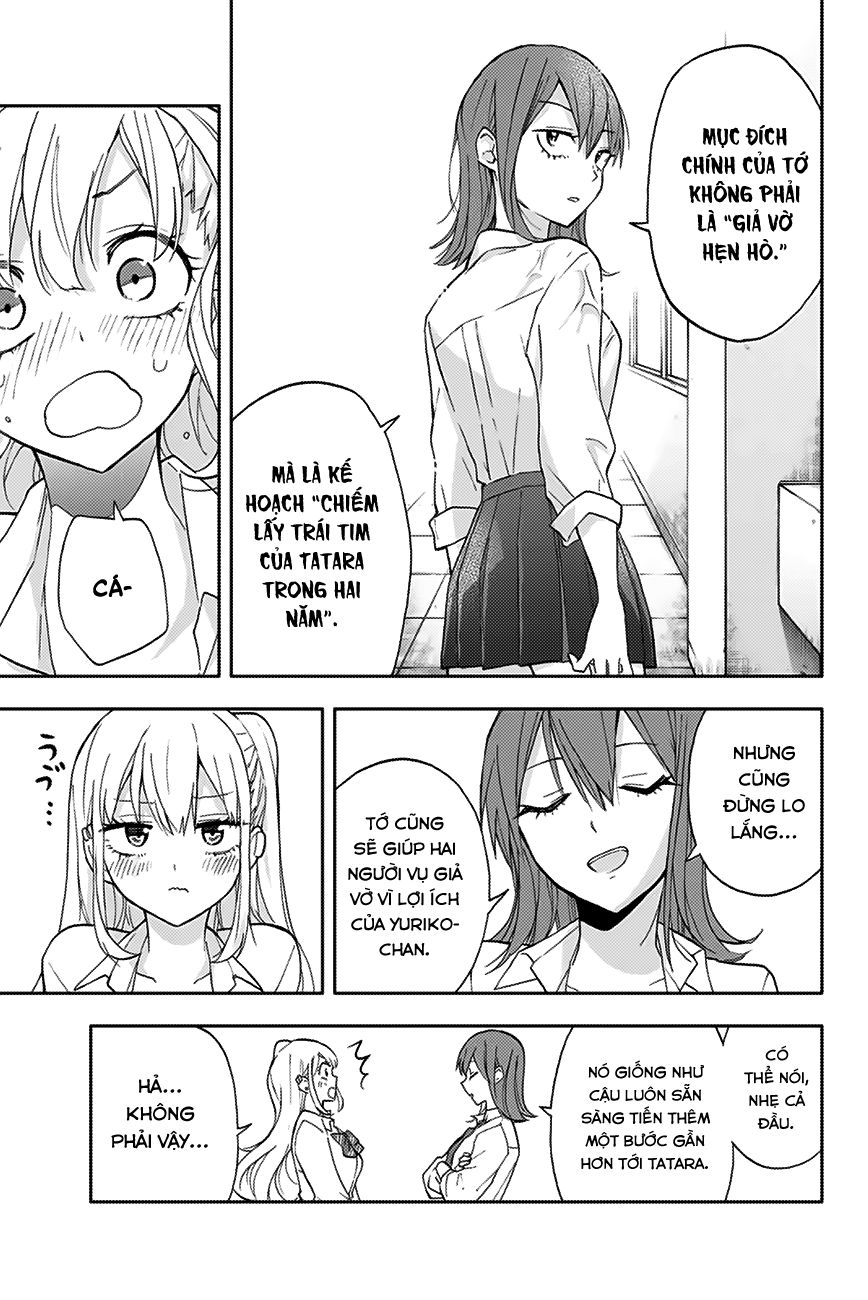 MỤC ĐÍCH
CHÍNH CỦA TỚ
KHÔNG PHẢI
LÀ "GIẢ VỜ
HẸN HÒ."
MÀ LÀ KẾ
HOẠCH "CHIẾM
LẤY TRÁI TIM
CỦA TATARA
TRONG HAI
NĂM".
CÁ-
NHƯNG
CŨNG
ĐỪNG LO
LẮNG...
TỚ CŨNG
SẼ GIÚP HAI
NGƯỜI VỤ GIẢ
VỜ VÌ LỢI ÍCH
CỦA YURIKO-
CHAN.
うづ…
CÓ
THỂ NÓI,
NHẸ CẢ
ĐẦU.
NÓ GIỐNG NHƯ
CẬU LUÔN SẴN
SÀNG TIẾN THÊM
MỘT BƯỚC GẦN
HƠN TỚI TATARA.
HẢ...
KHÔNG
PHẢI VẬY...